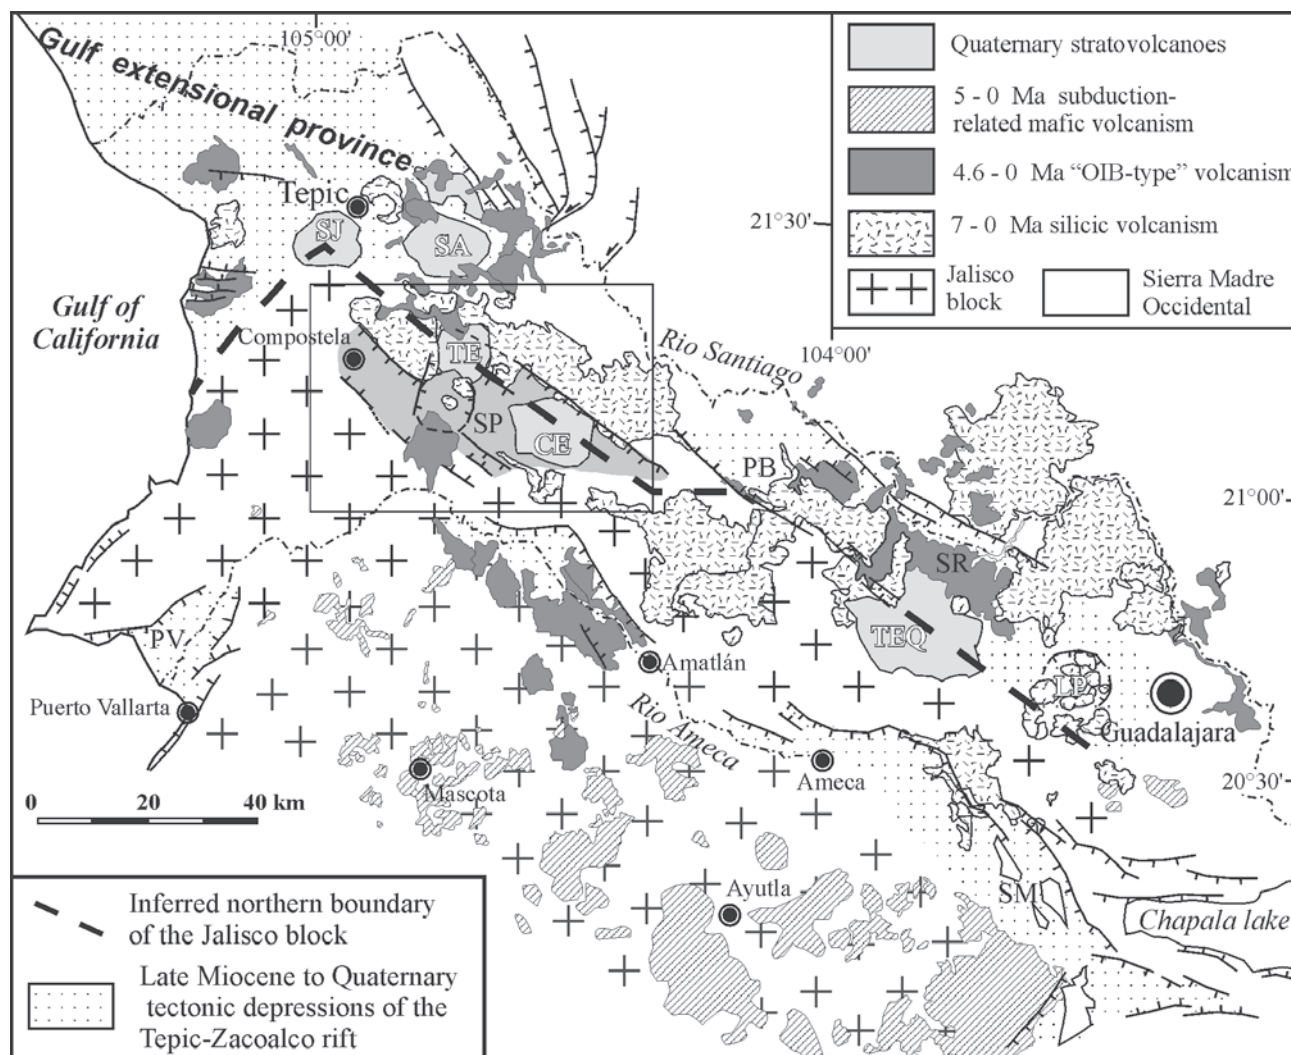 105°00'
Gulf extensional province
Quaternary stratovolcanoes
5 - 0 Ma subduction-
related mafic volcanism
4.6 - 0 Ma “OIB-type” volcanism
7 - 0 Ma silicic volcanism
Jalisco
block
Sierra Madre
Occidental
Tepic
SJ
SA
21°30'
Gulf of
California
Compostela
TE
Rio Santiago
104°00'
SP
CE
PB
21°00'
SR
PV
TEQ
Amatlán
LP
Puerto Vallarta
Rio Ameca
Guadalajara
Ameca
20°30'
Mascota
0 20 40 km
Ayutla
SM
Chapala lake
Inferred northern boundary
of the Jalisco block
Late Miocene to Quaternary
tectonic depressions of the
Tepic-Zacoalco rift